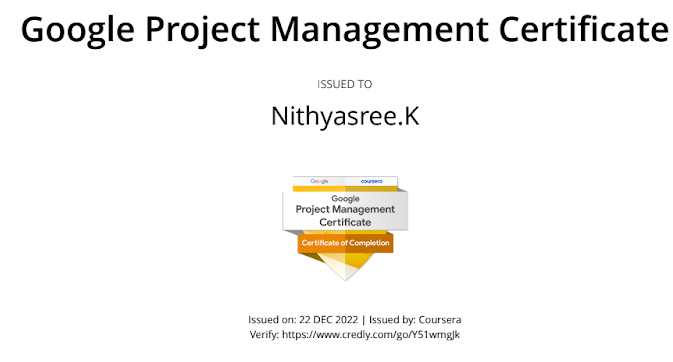 Google Project Management Certificate
ISSUED TO
Nithyasree.K
Google coursera
Google
Project Management
Certificate
Certificate of Completion
Issued on: 22 DEC 2022 | Issued by: Coursera
Verify: https://www.credly.com/go/Y51wmgJk